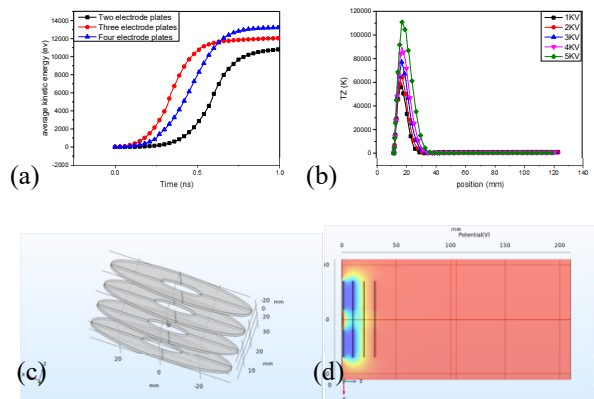 Two electrode plates
Three electrode plates
Four electrode plates
average kinetic energy (ev)
14000
12000
10000
8000
6000
4000
2000
0
-2000
0.0 0.5 1.0
Time (ns)
(a)
1KV
2KV
3KV
4KV
5KV
TZ (K)
120000
100000
80000
60000
40000
20000
0
0 20 40 60 80 100 120 140
position (mm)
(b)
-20
0 mm
20
0
10
20
30
mm
20
0
mm
-20
(c)
mm
Potential(V)
0 50 100 150 200
0
z
(d)